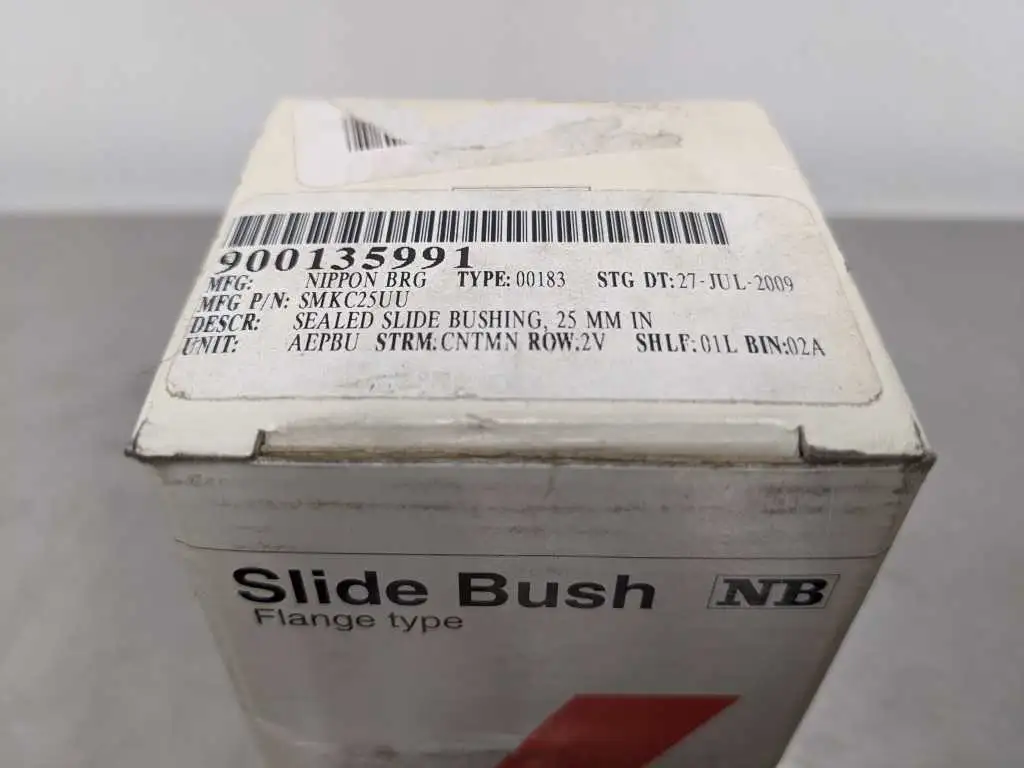 900135991
MFG: NIPPON BRG TYPE: 00183 STG DT: 27-JUL-2009
MFG P/N: SMKC25UU
DESCR: SEALED SLIDE BUSHING, 25 MM IN
UNIT: AEPBU STRM: CNTMN ROW: 2V SHLF: 01L BIN: 02A
Slide Bush NB
Flange type